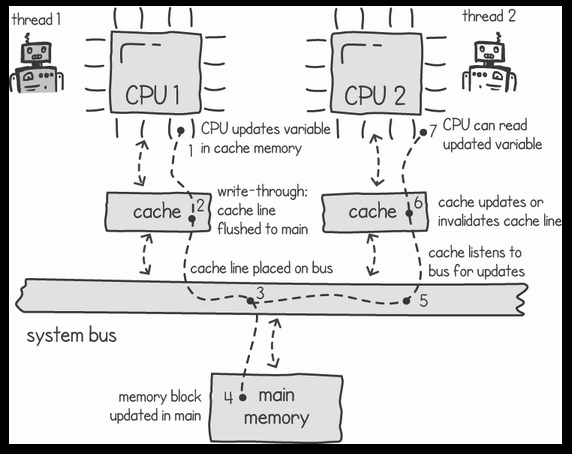 thread 1
thread 2
CPU 1
CPU 2
1
CPU updates variable
in cache memory
7
CPU can read
updated variable
cache
2
write-through:
cache line
flushed to main
cache
6
cache updates or
invalidates cache line
cache line placed on bus
cache listens to
bus for updates
3
5
system bus
memory block
updated in main
4
main
memory